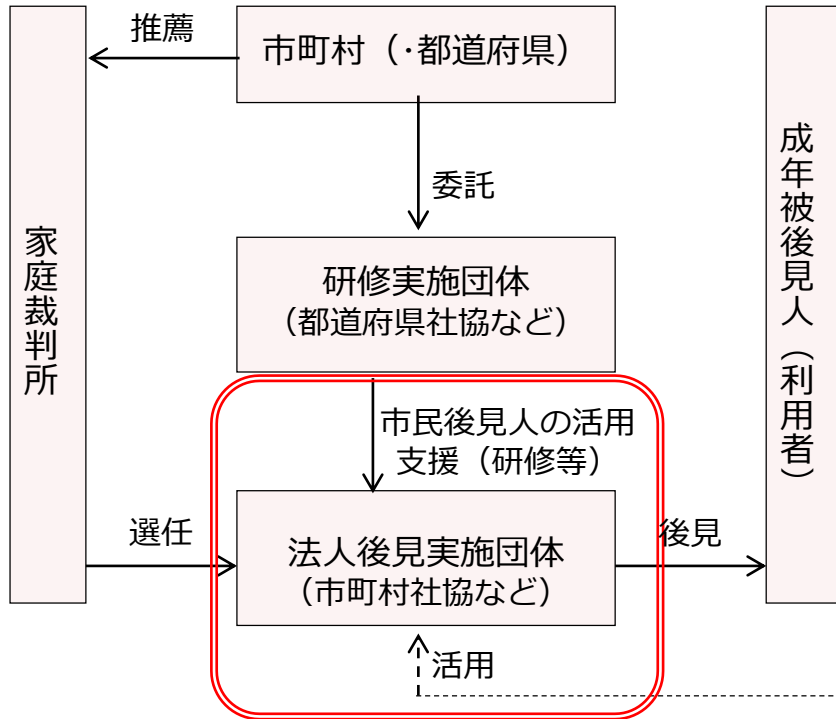 推薦
市町村（・都道府県）
委託
家庭裁判所
研修実施団体
（都道府県社協など）
成年被後見人（利用者）
市民後見人の活用
支援（研修等）
選任
法人後見実施団体
（市町村社協など）
後見
活用